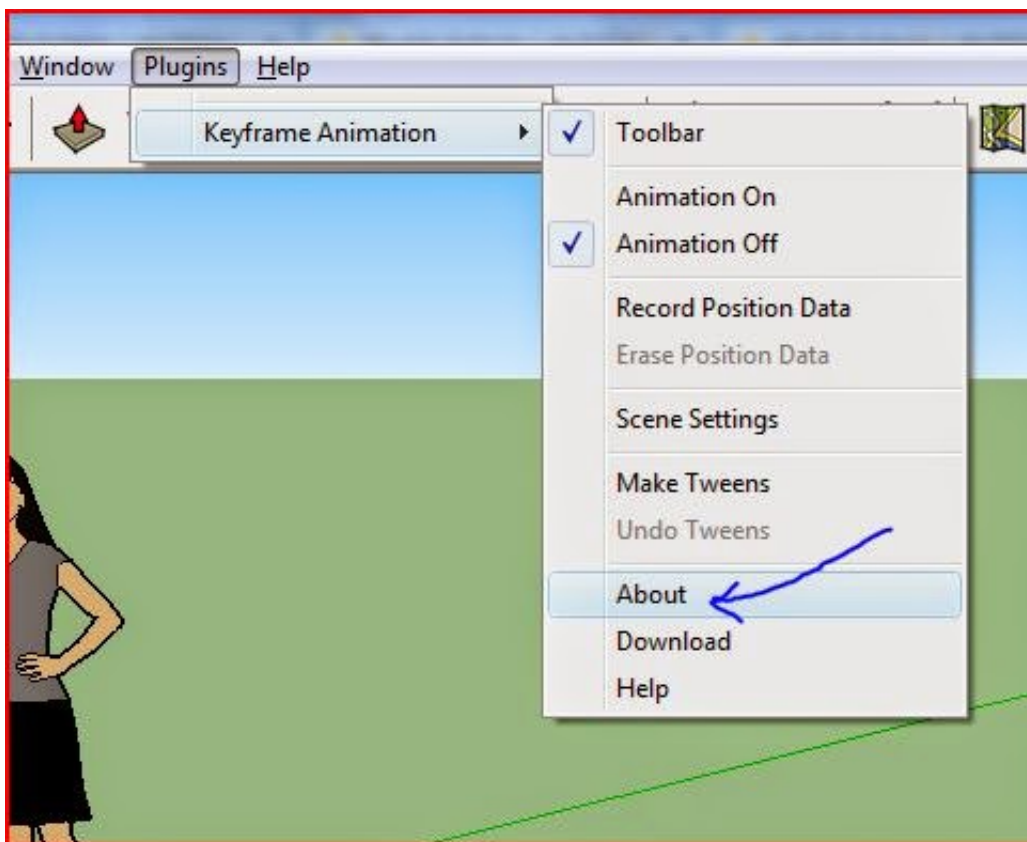 Window Plugins Help
Keyframe Animation
Toolbar
Animation On
Animation Off
Record Position Data
Erase Position Data
Scene Settings
Make Tweens
Undo Tweens
About
Download
Help